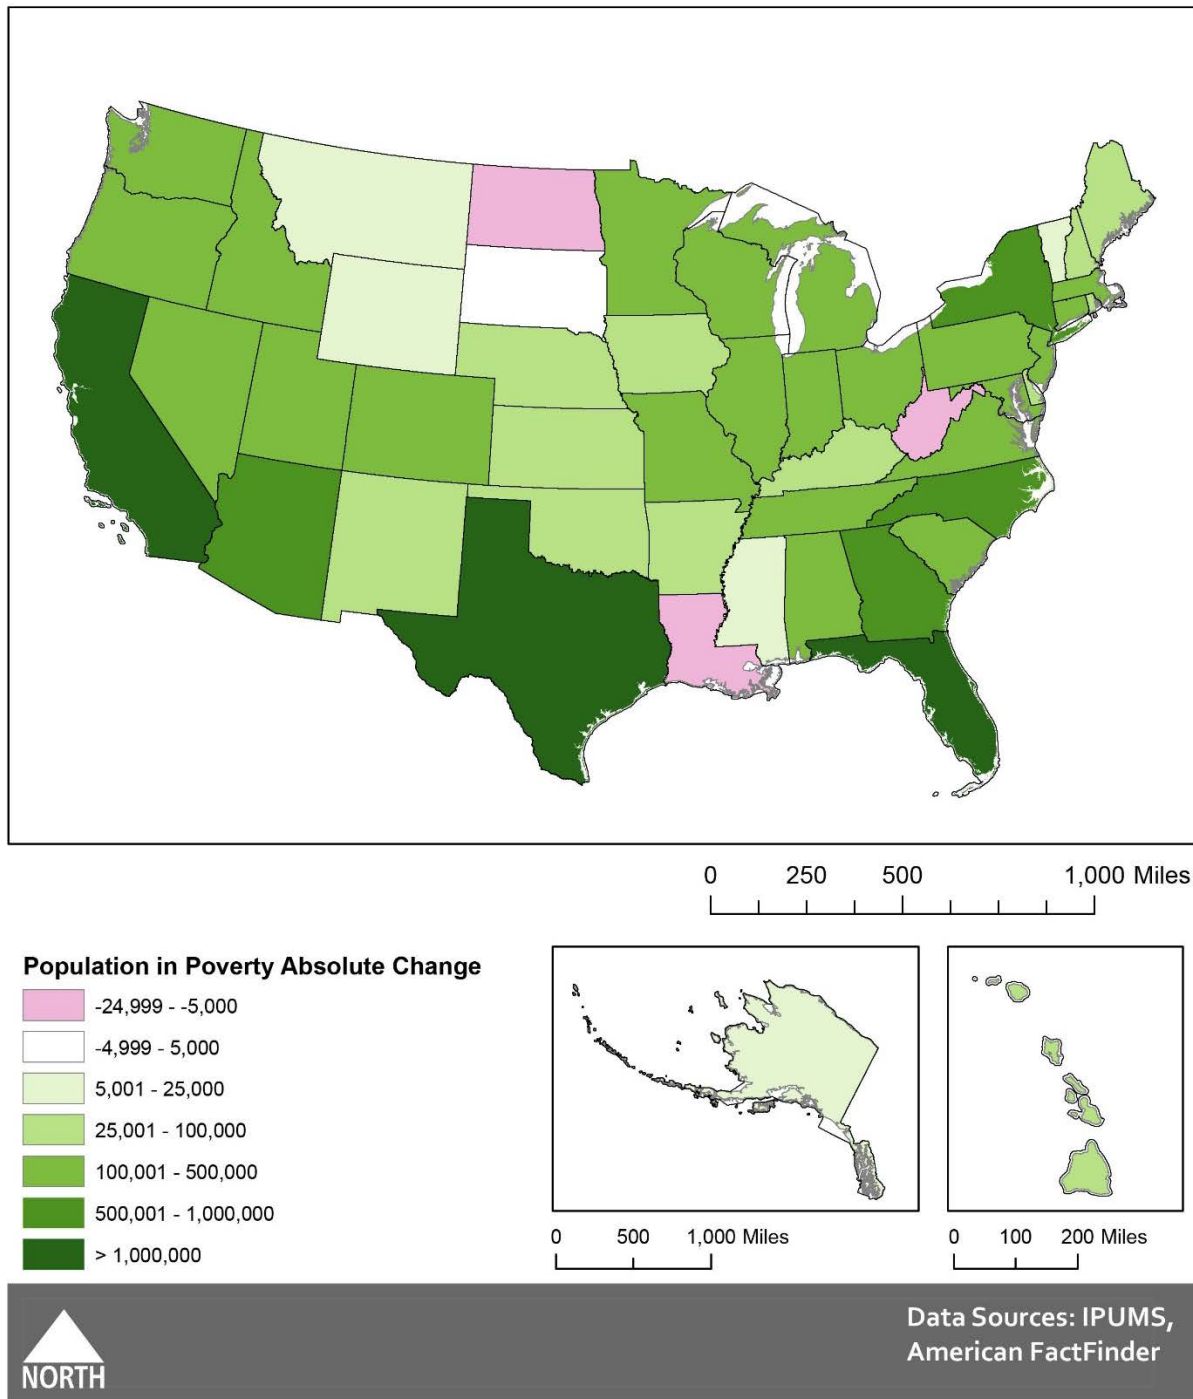 0 250 500 1,000 Miles
Population in Poverty Absolute Change
-24,999 - -5,000
-4,999 - 5,000
5,001 - 25,000
25,001 - 100,000
100,001 - 500,000
500,001 - 1,000,000
> 1,000,000
0 500 1,000 Miles
0 100 200 Miles
NORTH
Data Sources: IPUMS,
American FactFinder